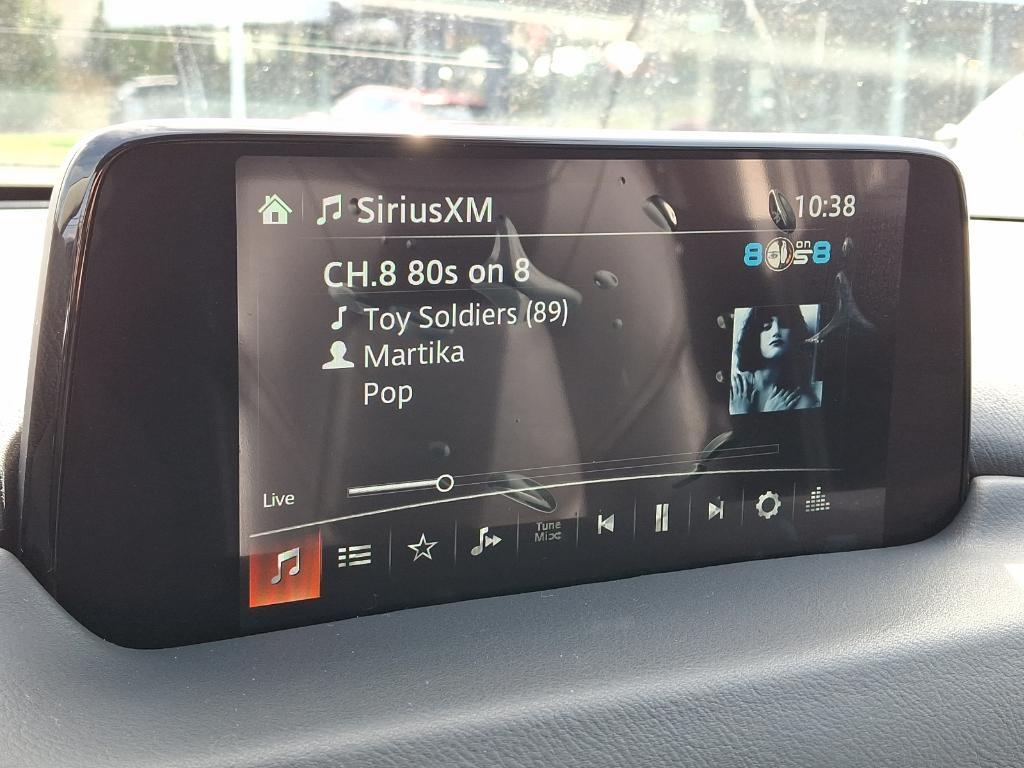 SiriusXM
10:38
80s on 8
CH.8 80s on 8
Toy Soldiers (89)
Martika
Pop
Live
Tune
Mix